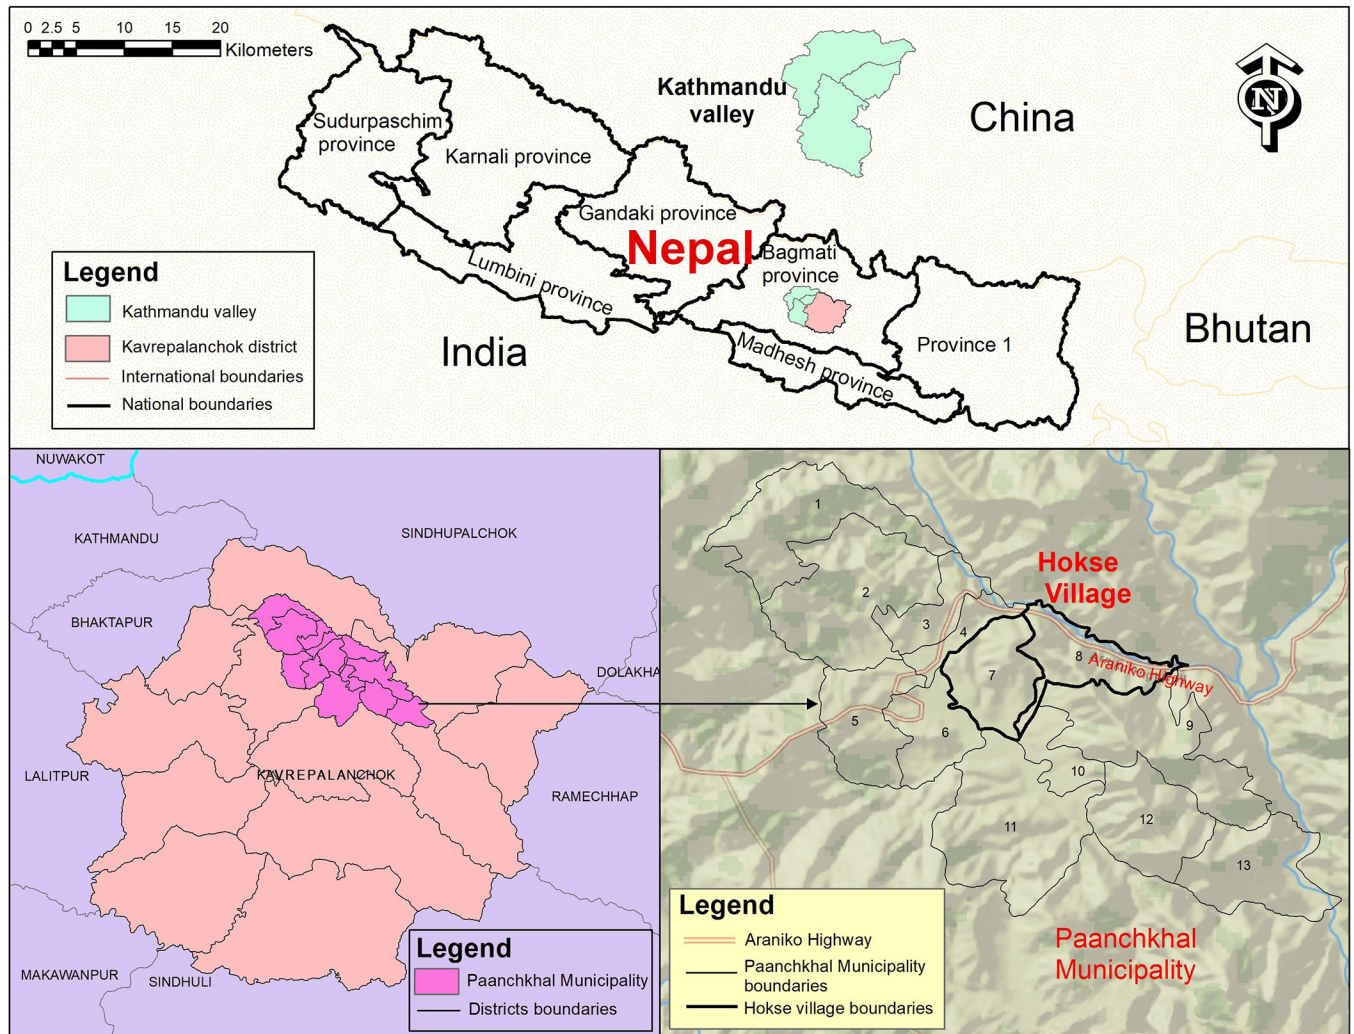 0 2.5 5 10 15 20
Kilometers
Sudurpaschim
province
Karnali province
Gandaki province
Nepal
Lumbini province
Bagmati
province
Madhesh province
Province 1
Kathmandu
valley
China
India
Bhutan
N
Legend
Kathmandu valley
Kavrepalanchok district
International boundaries
National boundaries
NUWAKOT
KATHMANDU
SINDHUPALCHOK
BHAKTAPUR
DOLAKHA
LALITPUR
KAVREPALANCHOK
RAMECHHAP
MAKAWANPUR
SINDHULI
Legend
Paanchkhal Municipality
Districts boundaries
1
2
3
4
5
6
7
8
9
10
11
12
13
Hokse
Village
Araniko Highway
Paanchkhal
Municipality
Legend
Araniko Highway
Paanchkhal Municipality
boundaries
Hokse village boundaries